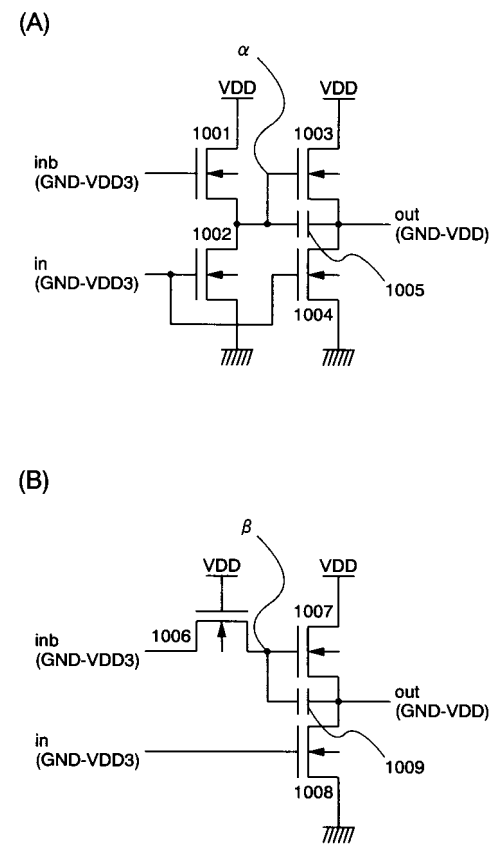 (A)
α
VDD
VDD
1001
1003
inb
(GND-VDD3)
1002
out
(GND-VDD)
in
(GND-VDD3)
1005
1004
(B)
β
VDD
VDD
1007
1006
inb
(GND-VDD3)
out
(GND-VDD)
in
(GND-VDD3)
1009
1008